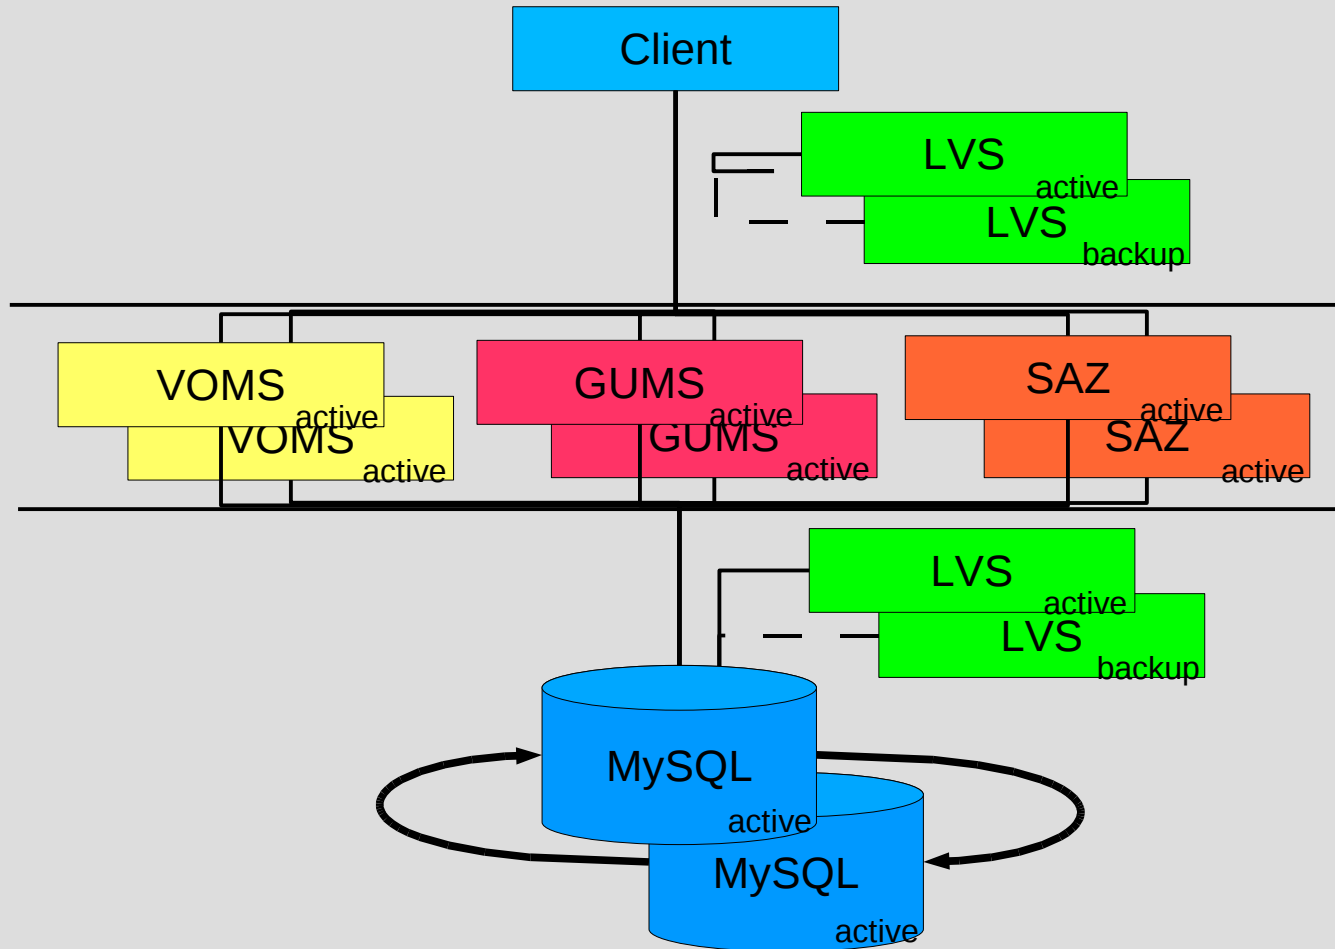 Client
LVS
active
LVS
backup
VOMS
active
VOMS
active
GUMS
active
GUMS
active
SAZ
active
SAZ
active
LVS
active
LVS
backup
MySQL
active
MySQL
active